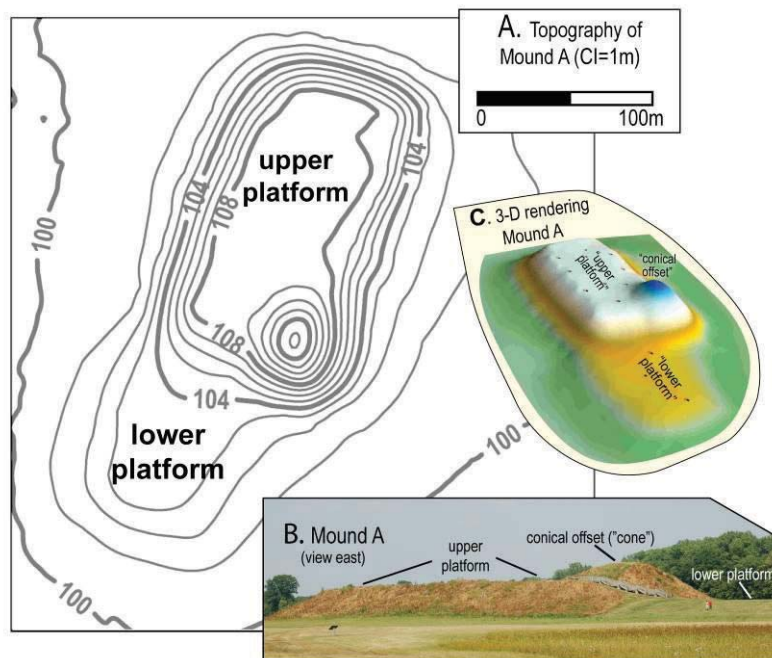 A. Topography of
Mound A (CI=1m)
0 100m
upper
platform
104
104
108
100
108
104
lower
platform
100
100
100
C. 3-D rendering
Mound A
"upper
platform"
"conical
offset"
"lower
platform"
B. Mound A
(view east)
upper
platform
conical offset ("cone")
lower platform